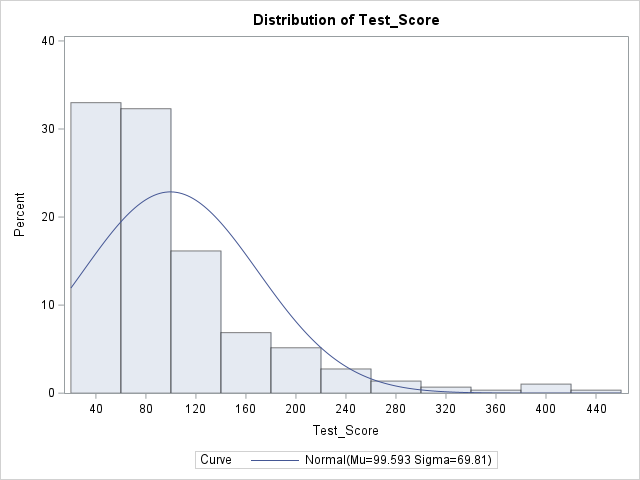 Distribution of Test_Score
40
30
20
10
0
Percent
40 80 120 160 200 240 280 320 360 400 440
Test_Score
Curve Normal(Mu=99.593 Sigma=69.81)